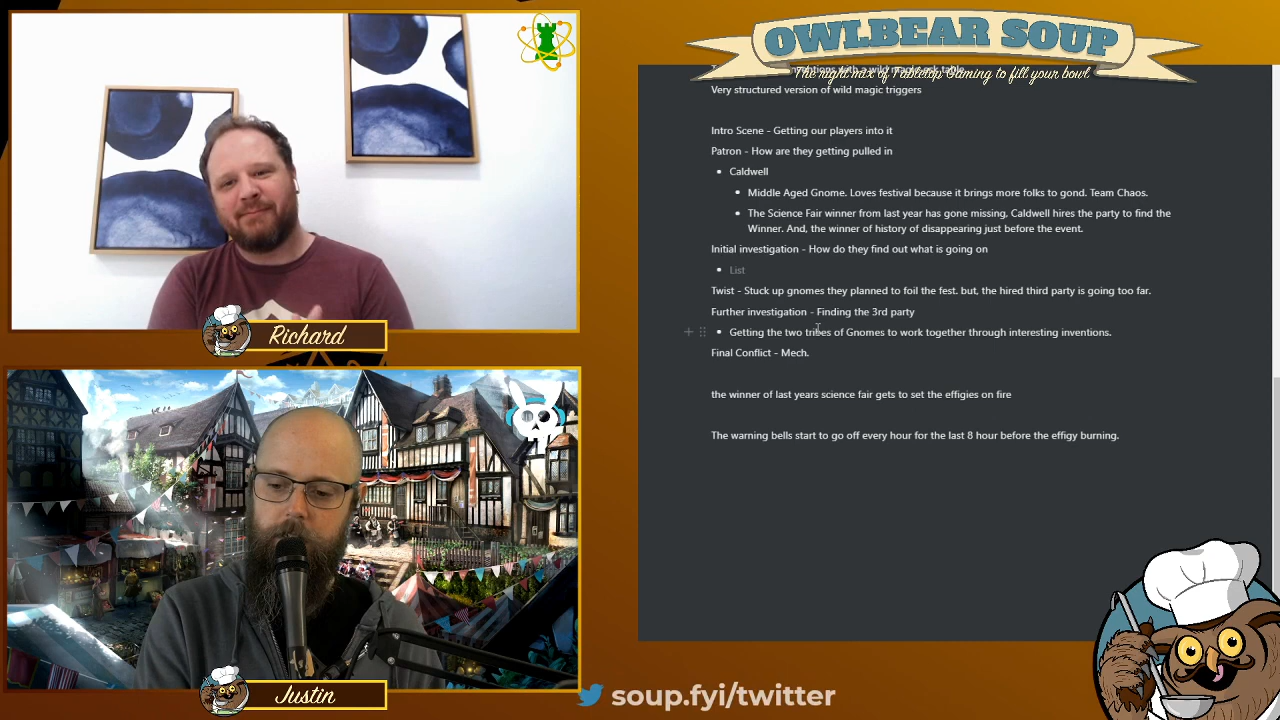 OWLBEAR SOUP
The right mix of Tabletop Gaming to fill your bowl.
Very structured version of wild magic triggers
Intro Scene - Getting our players into it
Patron - How are they getting pulled in
Caldwell
Middle Aged Gnome. Loves festival because it brings more folks to gond. Team Chaos.
The Science Fair winner from last year has gone missing, Caldwell hires the party to find the
Winner. And, the winner of history of disappearing just before the event.
Initial investigation - How do they find out what is going on
List
Twist - Stuck up gnomes they planned to foil the fest. but, the hired third party is going too far.
Further investigation - Finding the 3rd party
Getting the two tribes of Gnomes to work together through interesting inventions.
Final Conflict - Mech.
the winner of last years science fair gets to set the effigies on fire
The warning bells start to go off every hour for the last 8 hour before the effigy burning.
Richard
Justin
soup.fyi/twitter